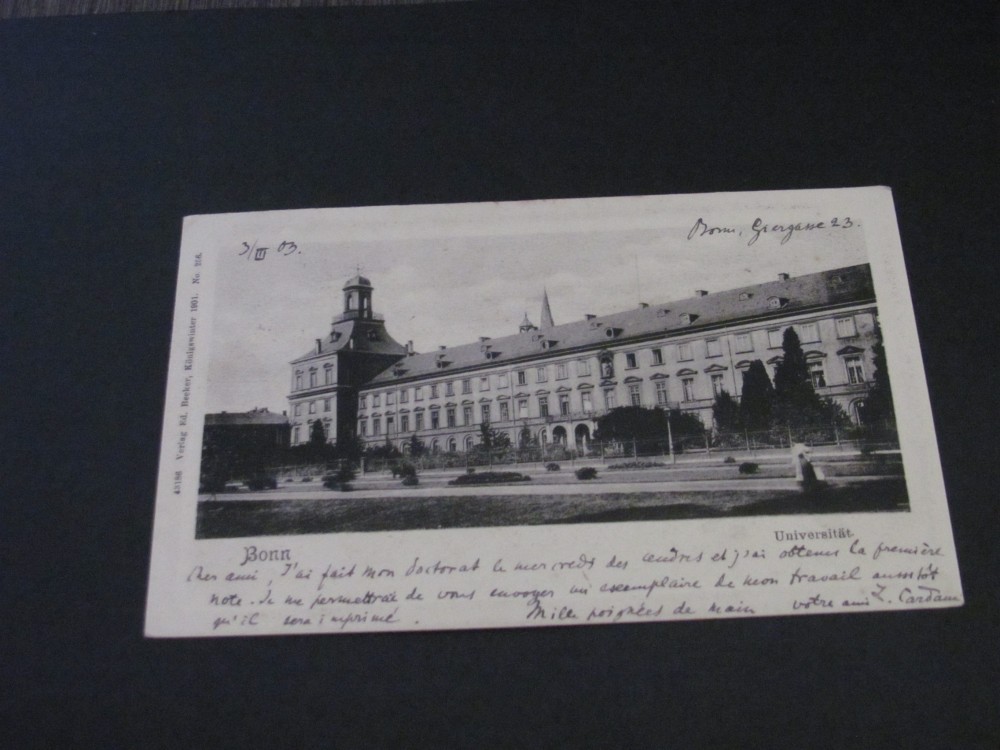 3/III 03.
Bonn, Geergasse 23.
40186 Verlag Ed. Becker, Königswinter 1901. No. 216.
Universität.
Bonn
Cher ami, J'ai fait mon doctorat le mercredi des cendres et j'ai obtenu la première
note. Je me permettrai de vous envoyer un exemplaire de mon travail aussitôt
qu'il sera imprimé. Mille poignées de main votre ami